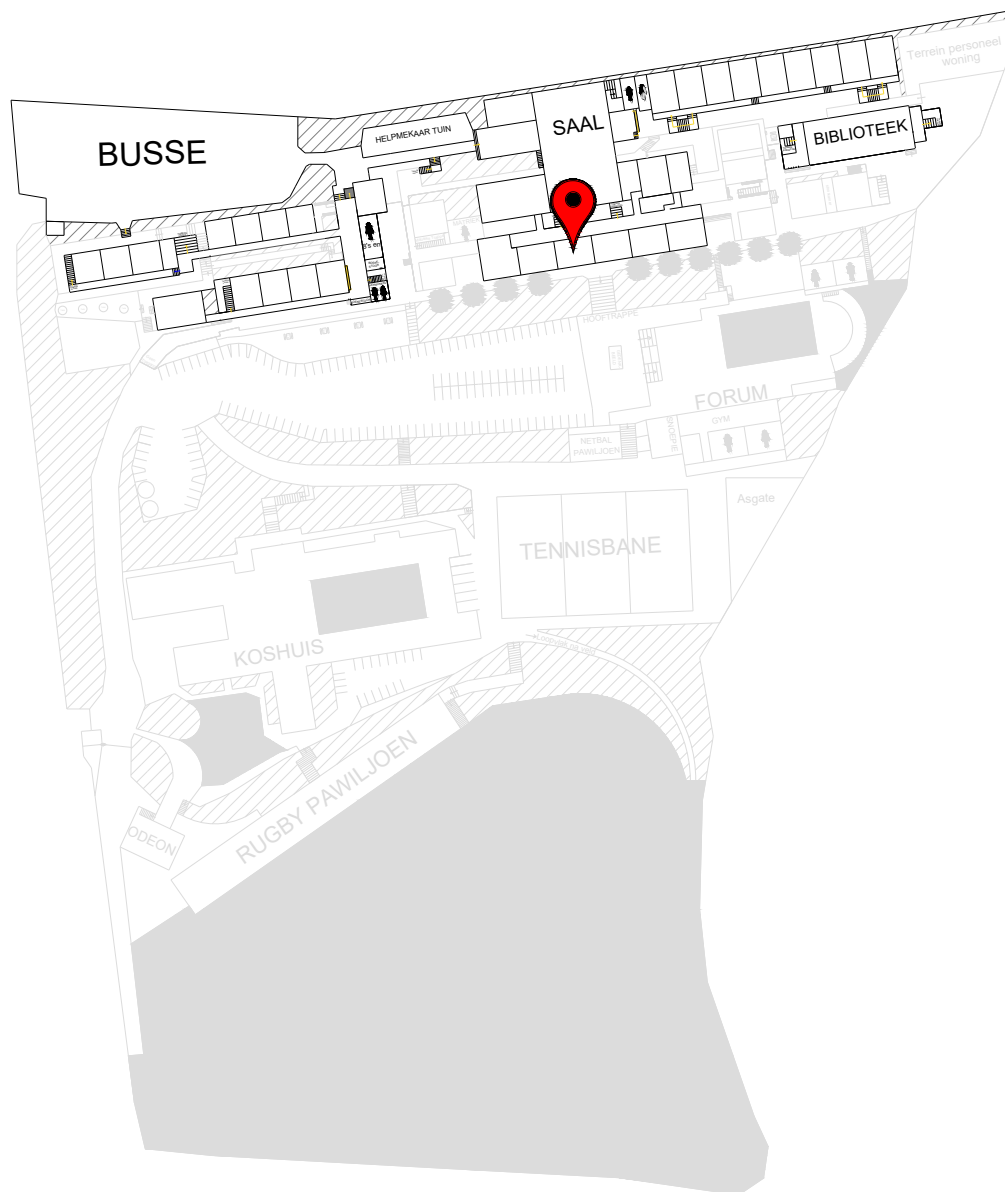 Terrein personeel
woning
HELPMEKAAR TUIN
SAAL
BIBLIOTEEK
BUSSE
HOOFTRAPPE
FORUM
GYM
NETBAL
PAWILJOEN
SNOEPIE
Asgate
TENNISBANE
KOSHUIS
RUGBY PAWILJOEN
ODEON